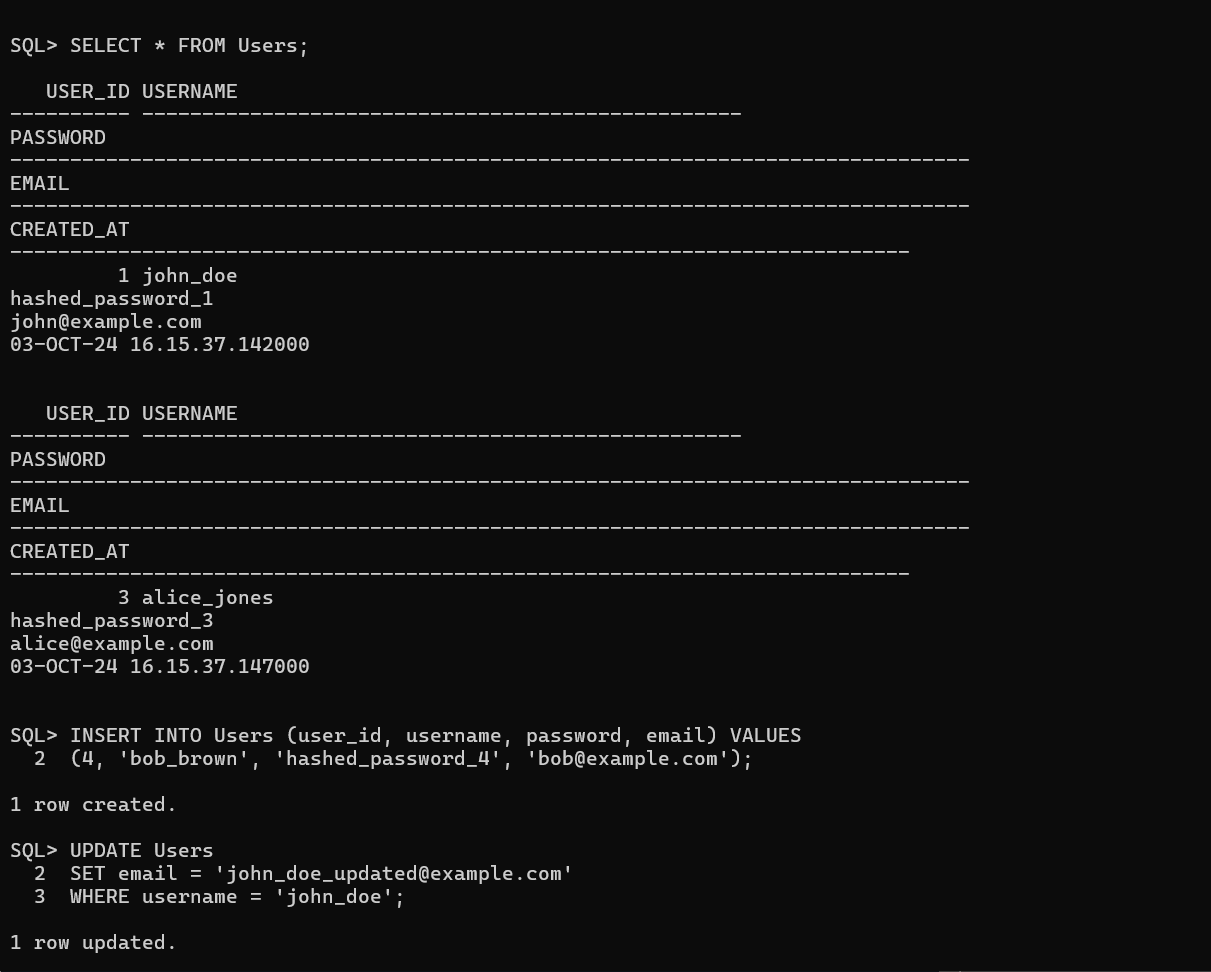 SQL> SELECT * FROM Users;
   USER_ID USERNAME
---------- --------------------------------------------------
PASSWORD
--------------------------------------------------------------------------------
EMAIL
--------------------------------------------------------------------------------
CREATED_AT
---------------------------------------------------------------------------
         1 john_doe
hashed_password_1
john@example.com
03-OCT-24 16.15.37.142000
   USER_ID USERNAME
---------- --------------------------------------------------
PASSWORD
--------------------------------------------------------------------------------
EMAIL
--------------------------------------------------------------------------------
CREATED_AT
---------------------------------------------------------------------------
         3 alice_jones
hashed_password_3
alice@example.com
03-OCT-24 16.15.37.147000
SQL> INSERT INTO Users (user_id, username, password, email) VALUES
  2  (4, 'bob_brown', 'hashed_password_4', 'bob@example.com');
1 row created.
SQL> UPDATE Users
  2  SET email = 'john_doe_updated@example.com'
  3  WHERE username = 'john_doe';
1 row updated.